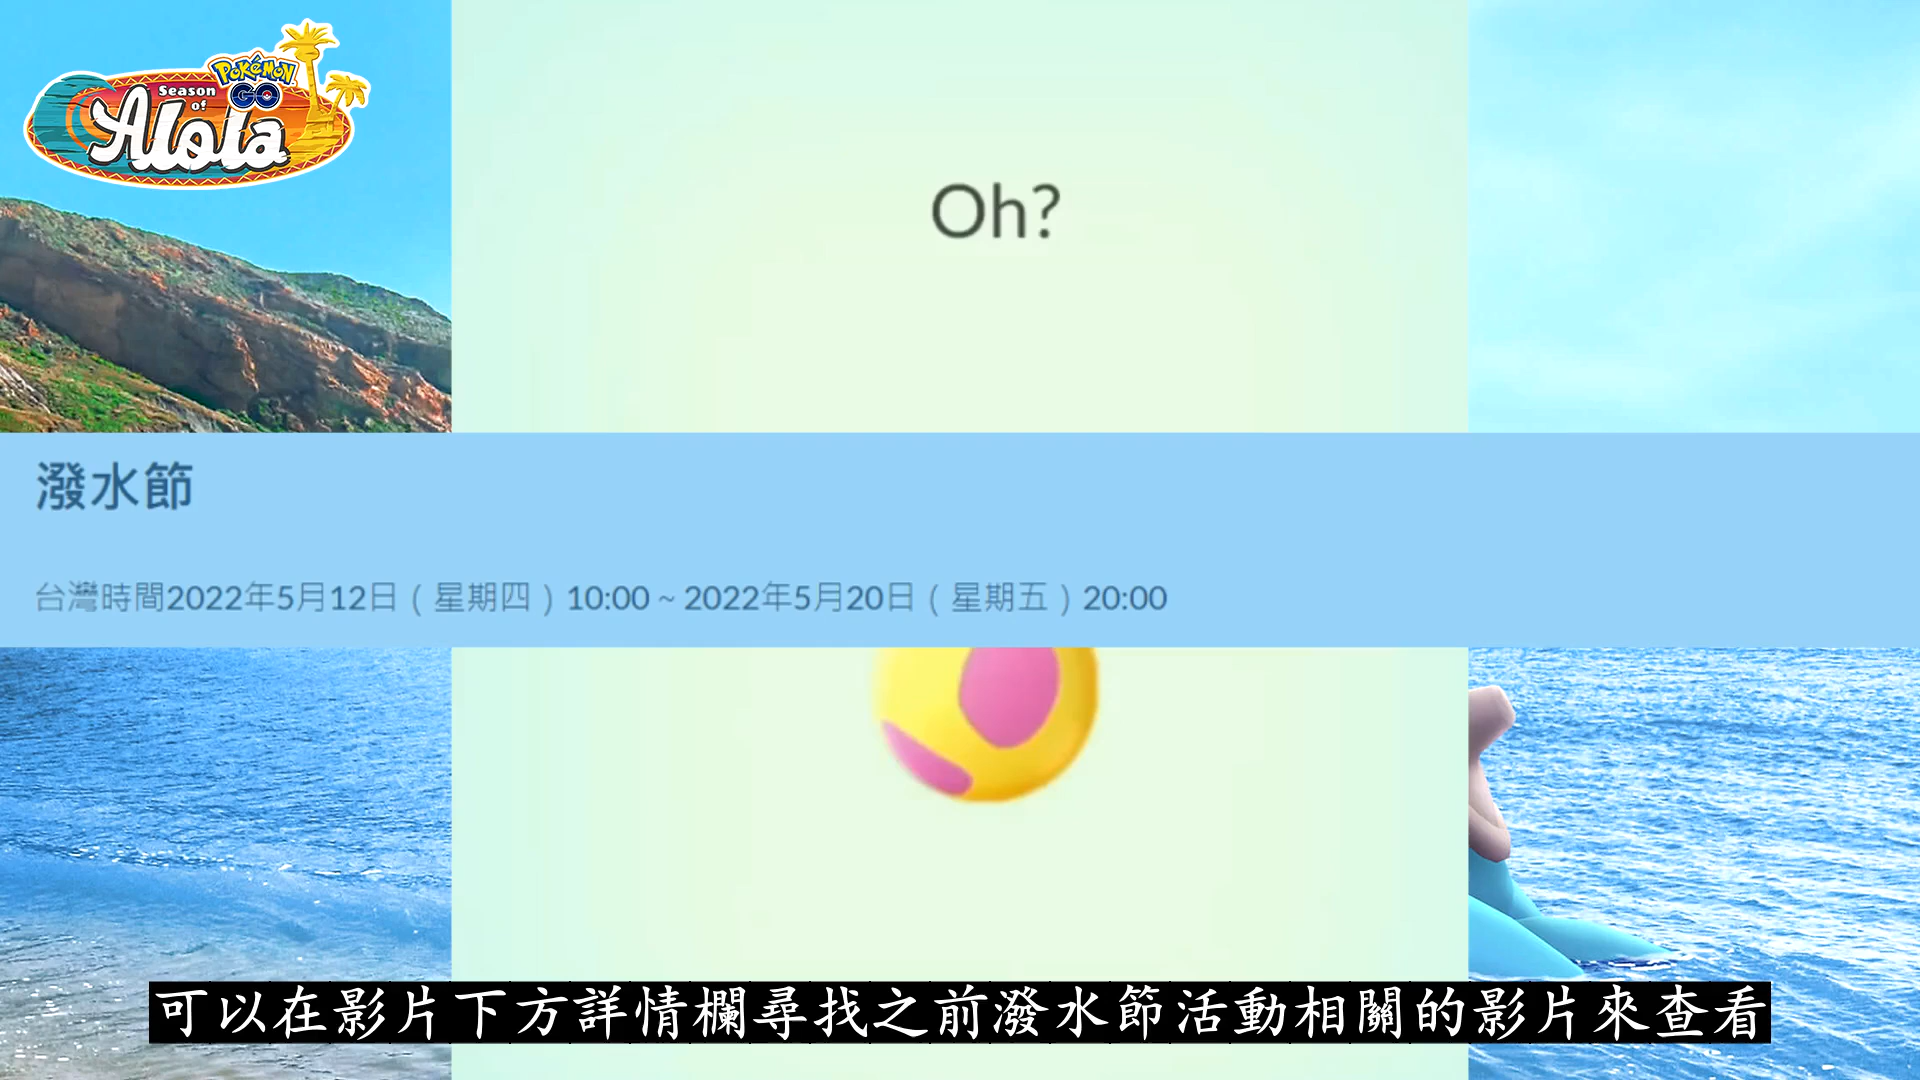 Pokémon
GO
Season
of
Alola
Oh?
潑水節
台灣時間2022年5月12日（星期四）10:00 ~ 2022年5月20日（星期五）20:00
可以在影片下方詳情欄尋找之前潑水節活動相關的影片來查看